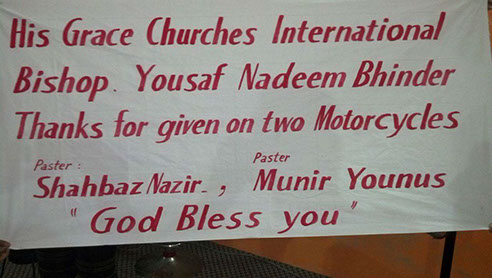 His Grace Churches International
Bishop. Yousaf Nadeem Bhinder
Thanks for given on two Motorcycles
Paster : Paster
Shahbaz Nazir_ , Munir Younus
" God Bless you "